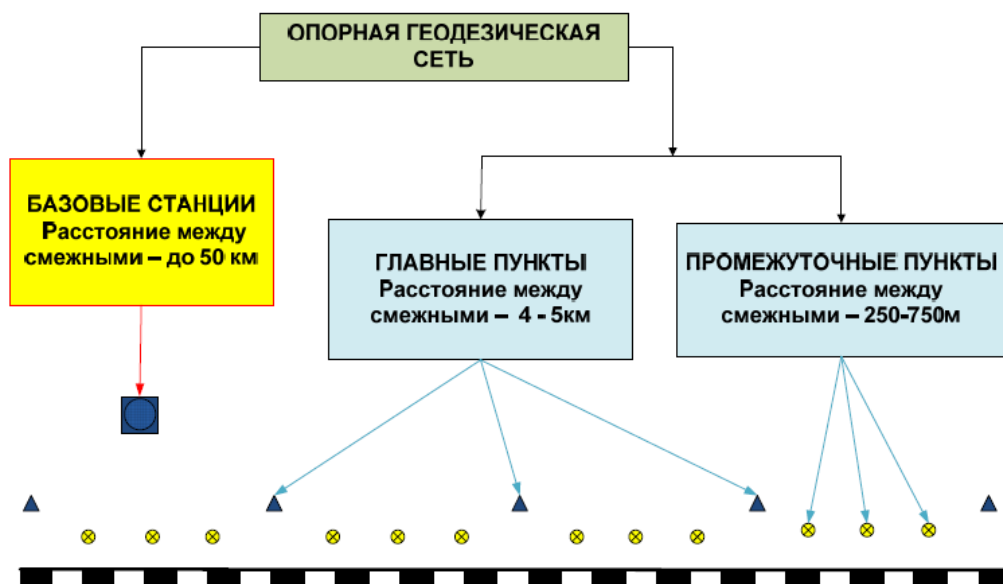 ОПОРНАЯ ГЕОДЕЗИЧЕСКАЯ
СЕТЬ
БАЗОВЫЕ СТАНЦИИ
Расстояние между
смежными – до 50 км
ГЛАВНЫЕ ПУНКТЫ
Расстояние между
смежными – 4 - 5км
ПРОМЕЖУТОЧНЫЕ ПУНКТЫ
Расстояние между
смежными – 250-750м